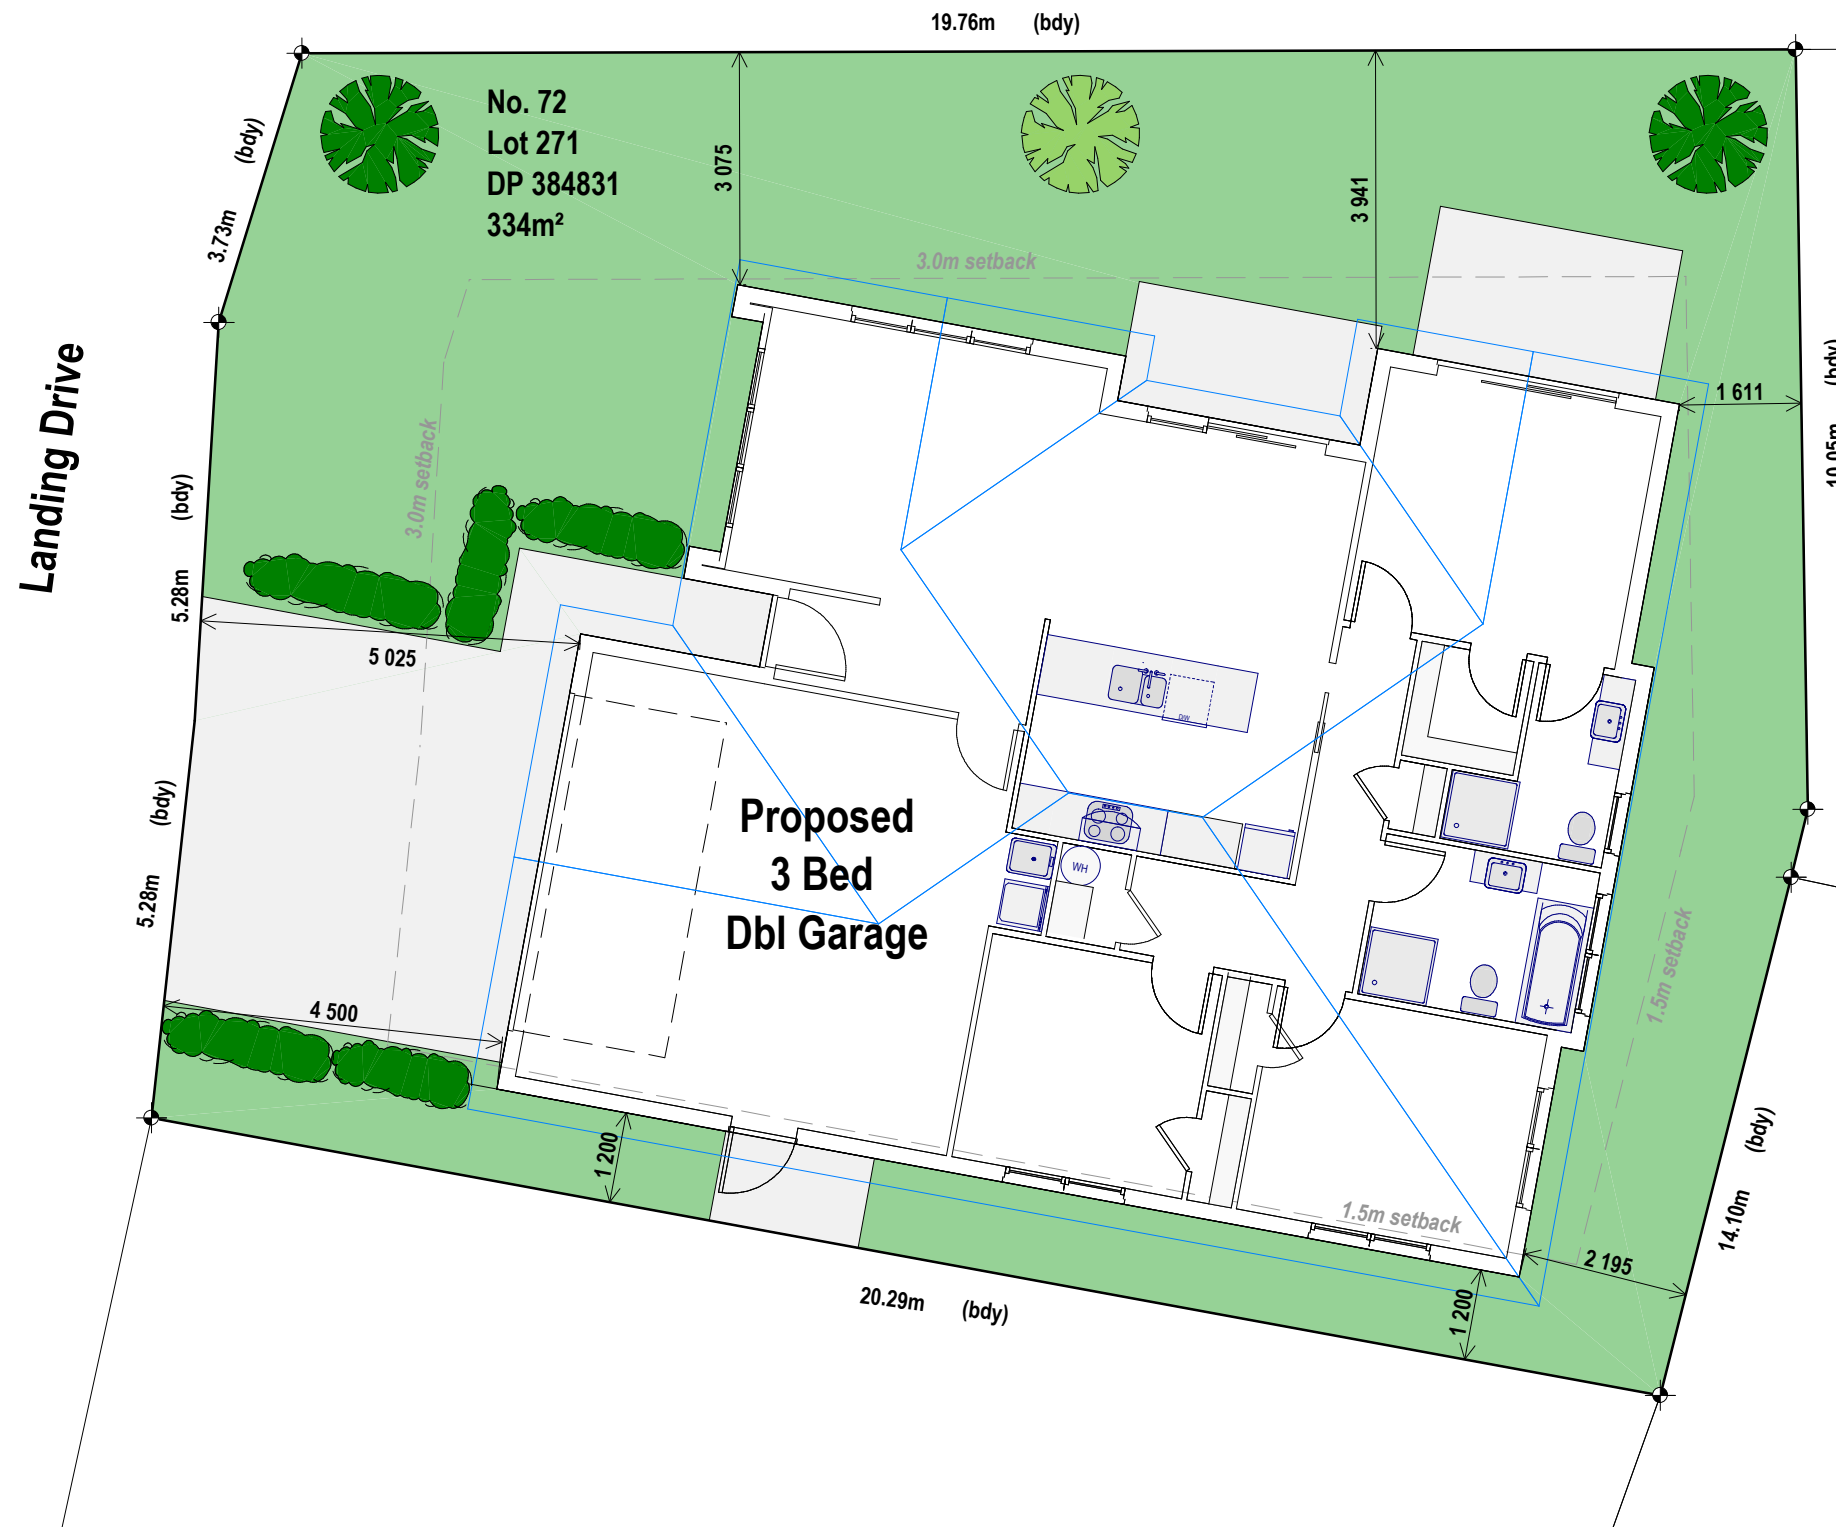 19.76m (bdy)
No. 72
Lot 271
DP 384831
334m²
(bdy)
3.73m
3 075
3 941
3.0m setback
Landing Drive
(bdy)
5.28m
3.0m setback
1 611
(bdy)
10.05m
5 025
DW
WH
Proposed
3 Bed
Dbl Garage
(bdy)
5.28m
4 500
1.5m setback
1 200
1.5m setback
2 195
1 200
(bdy)
14.10m
20.29m (bdy)